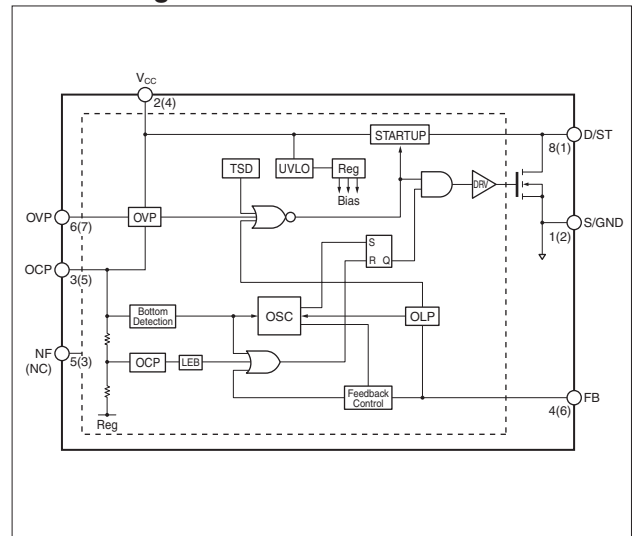 V_CC
2(4)
STARTUP
D/ST
8(1)
TSD
UVLO
Reg
Bias
DRV
OVP
6(7)
OVP
S/GND
1(2)
OCP
3(5)
S
R Q
Bottom
Detection
OSC
OLP
NF
(NC)
5(3)
OCP
LEB
Feedback
Control
FB
4(6)
Reg